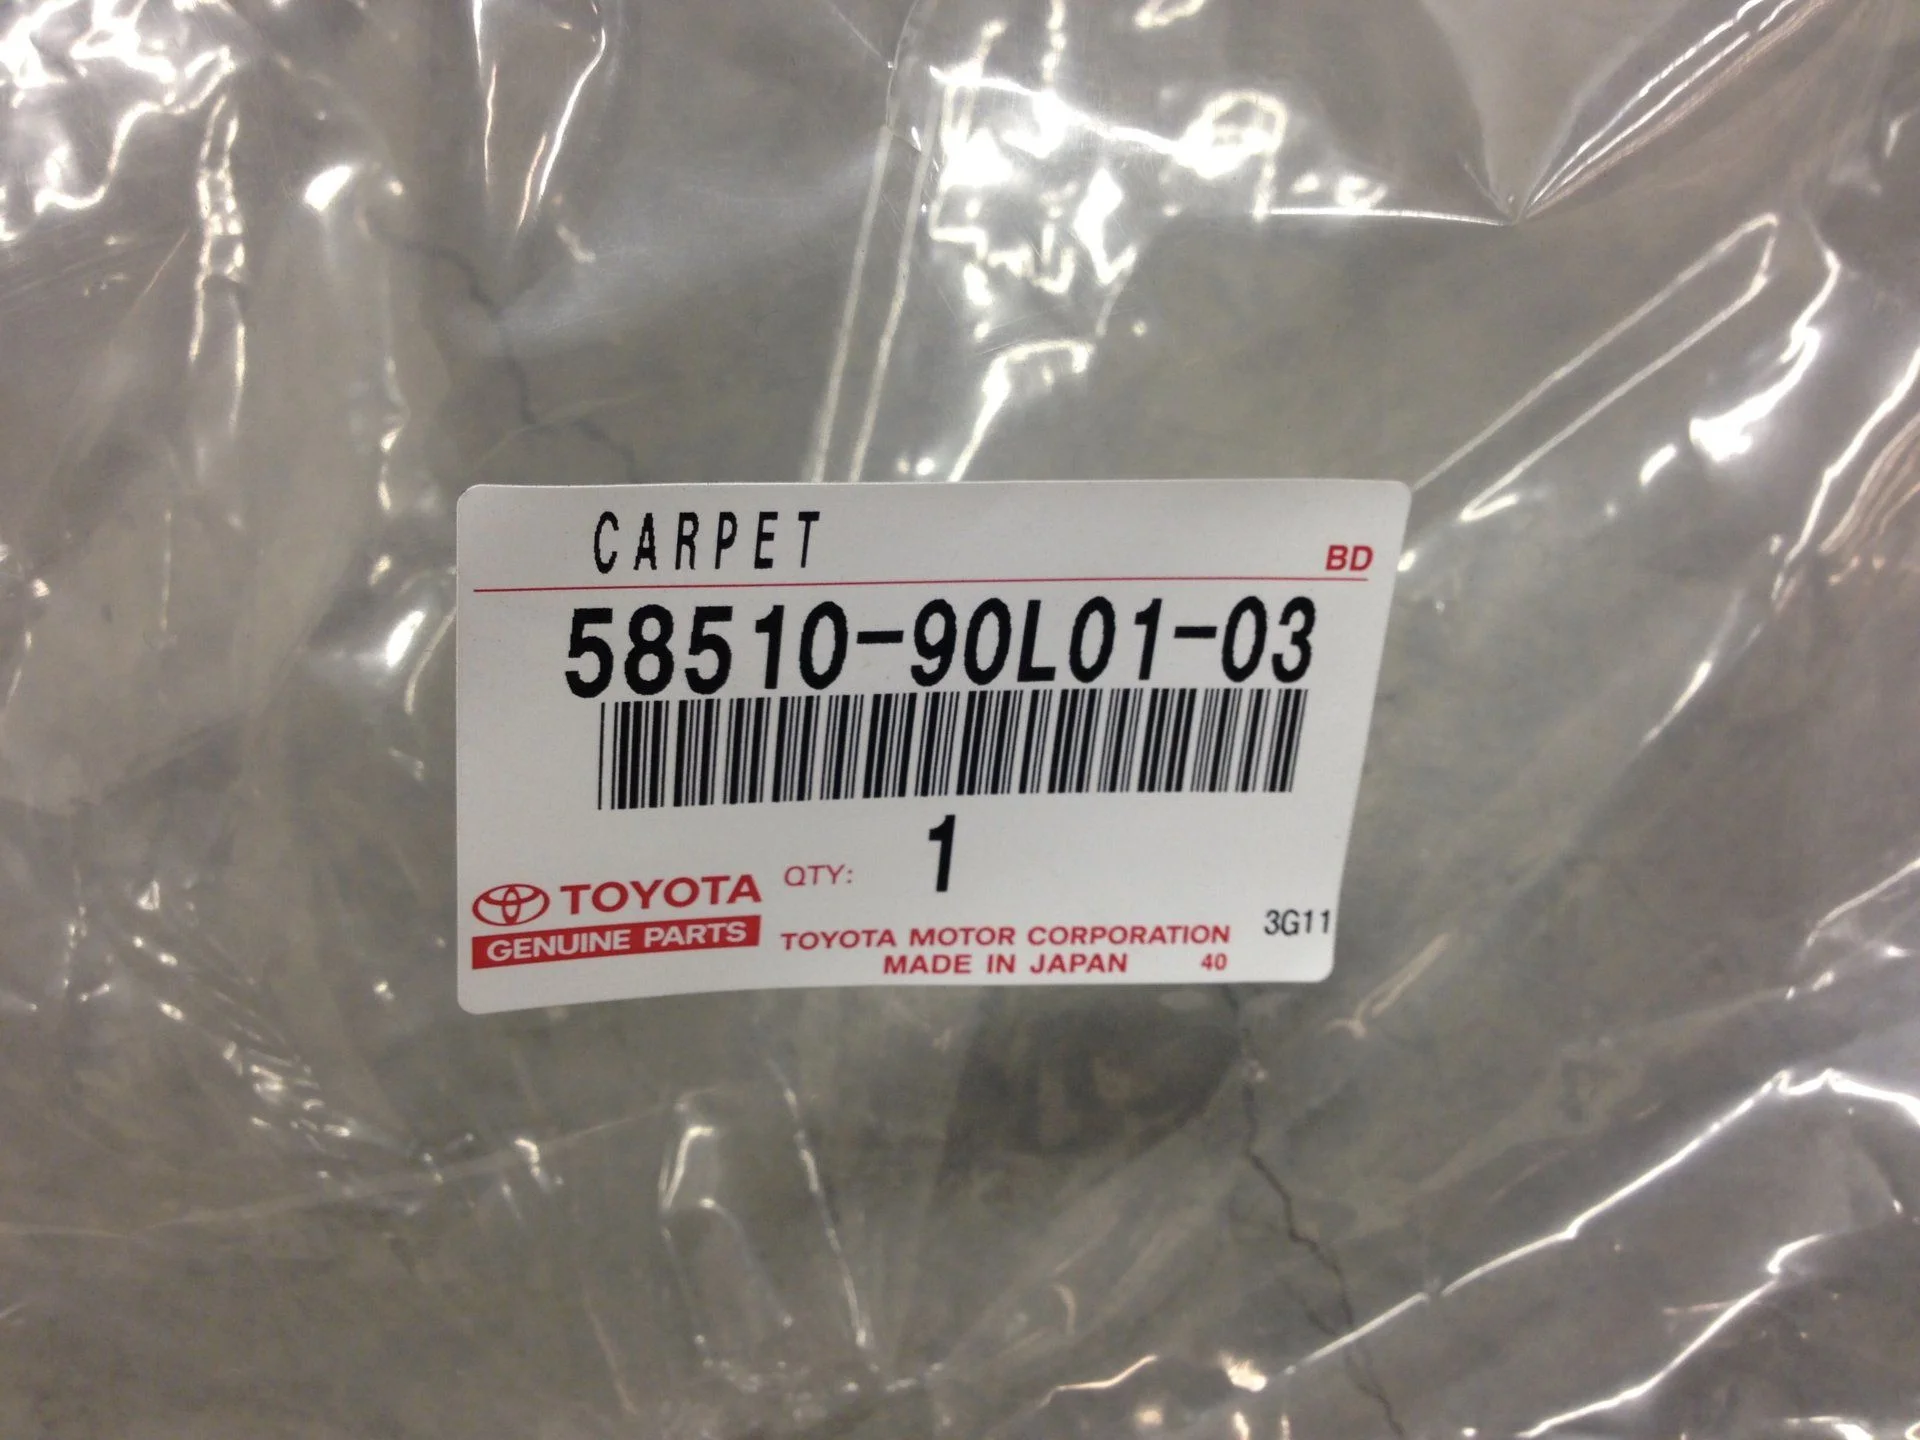 CARPET
BD
58510-90L01-03
1
QTY:
TOYOTA
GENUINE PARTS
TOYOTA MOTOR CORPORATION
3G11
MADE IN JAPAN
40